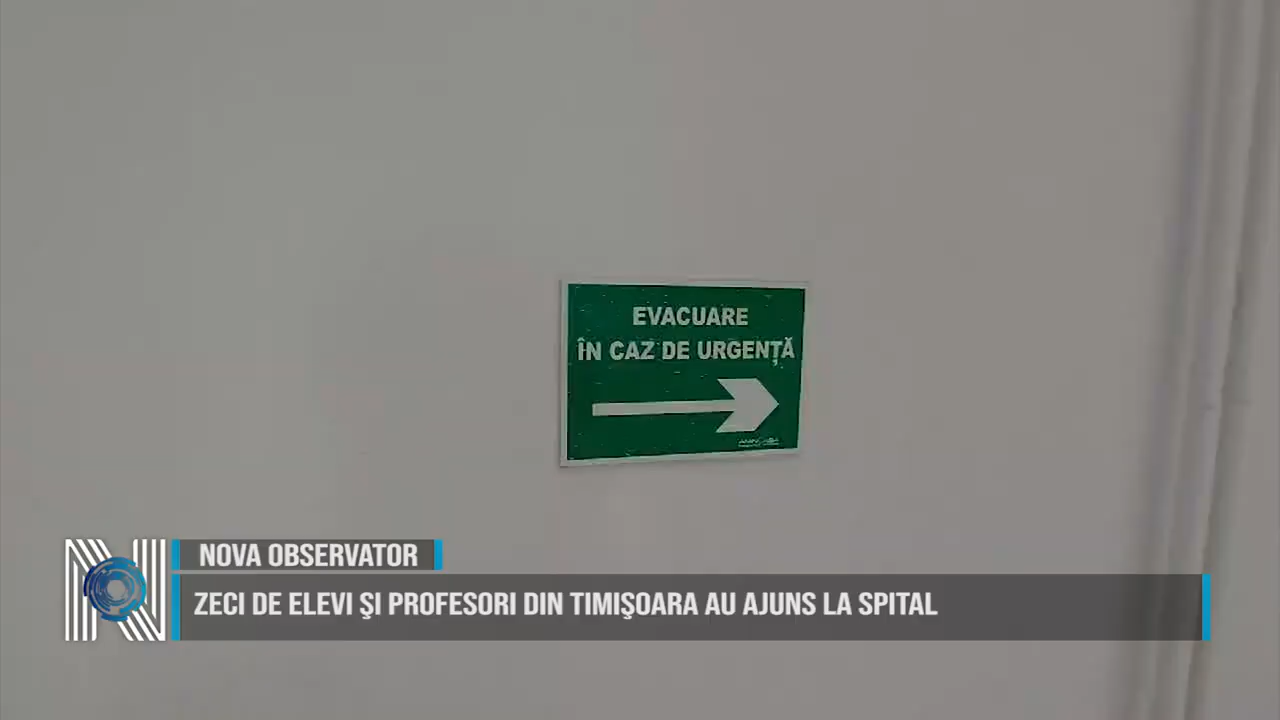 EVACUARE
ÎN CAZ DE URGENȚĂ
NOVA OBSERVATOR
ZECI DE ELEVI ŞI PROFESORI DIN TIMIŞOARA AU AJUNS LA SPITAL